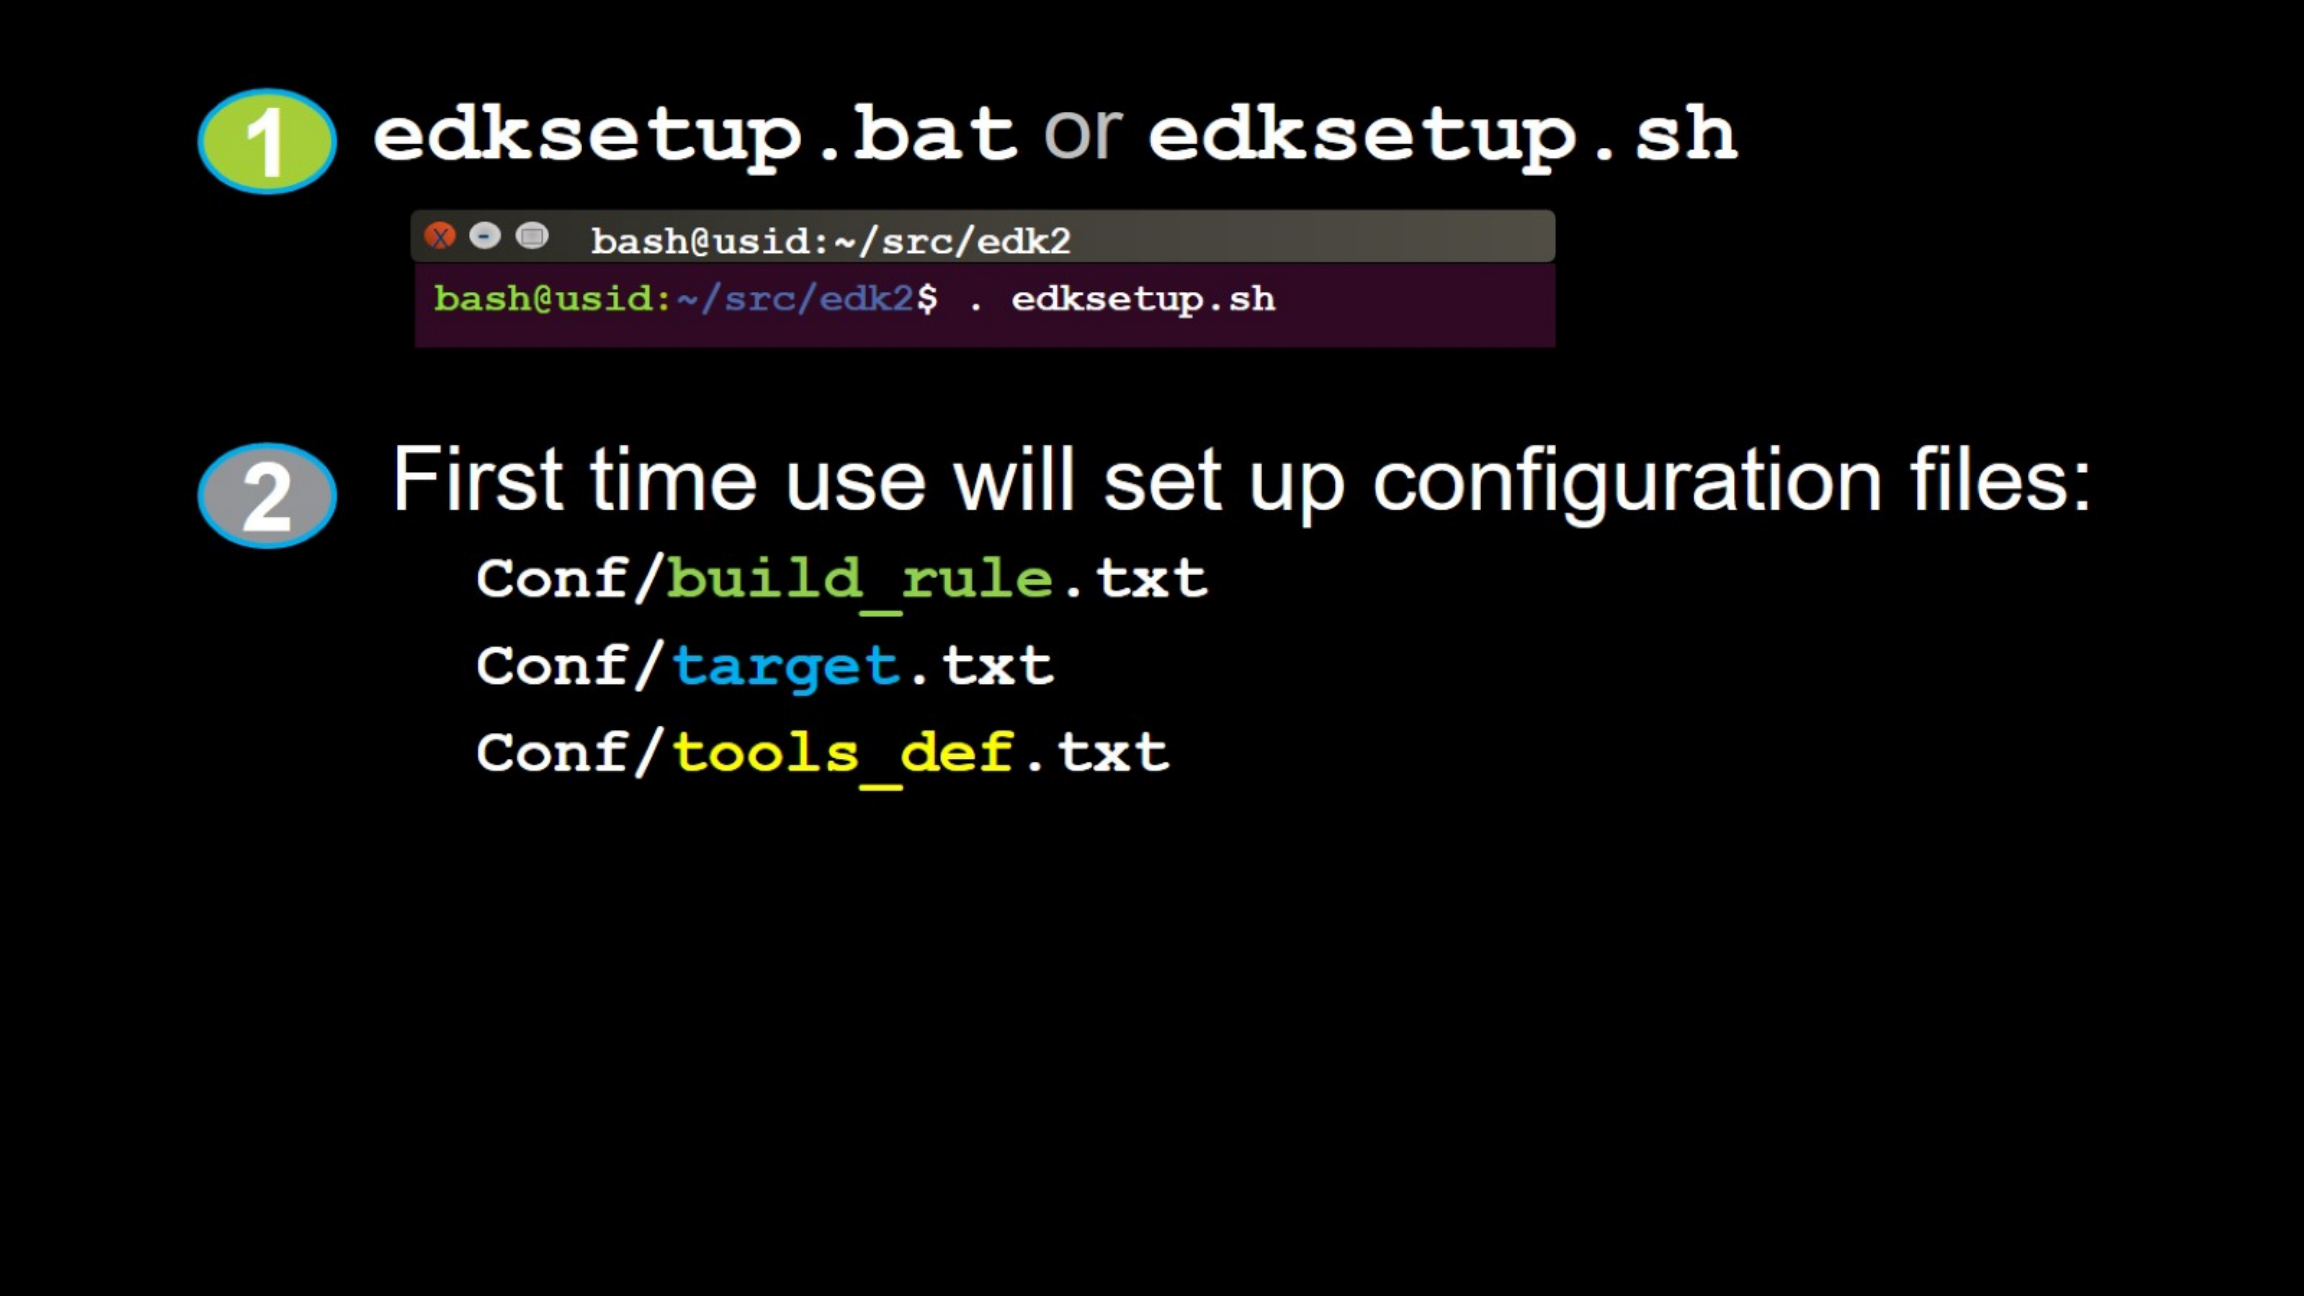 1 edksetup.bat or edksetup.sh
X - bash@usid:~/src/edk2
bash@usid:~/src/edk2$ . edksetup.sh
2 First time use will set up configuration files:
Conf/build_rule.txt
Conf/target.txt
Conf/tools_def.txt